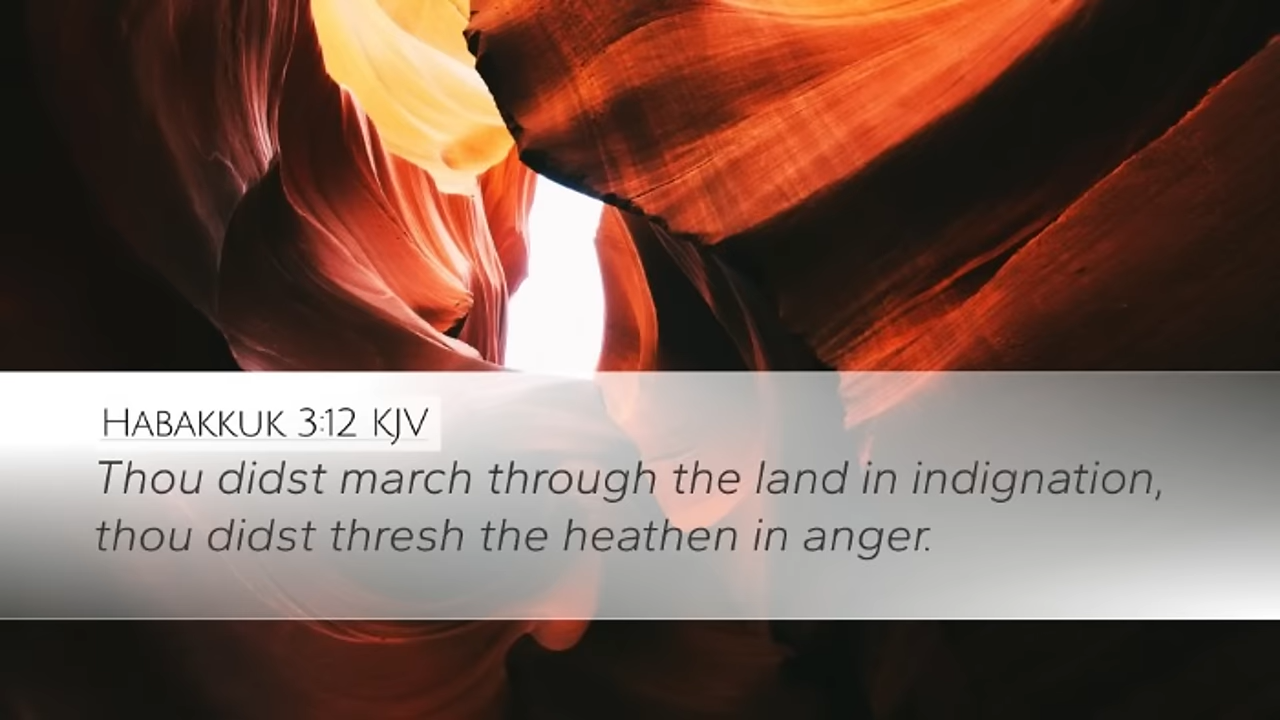 Habakkuk 3:12 KJV
Thou didst march through the land in indignation,
thou didst thresh the heathen in anger.